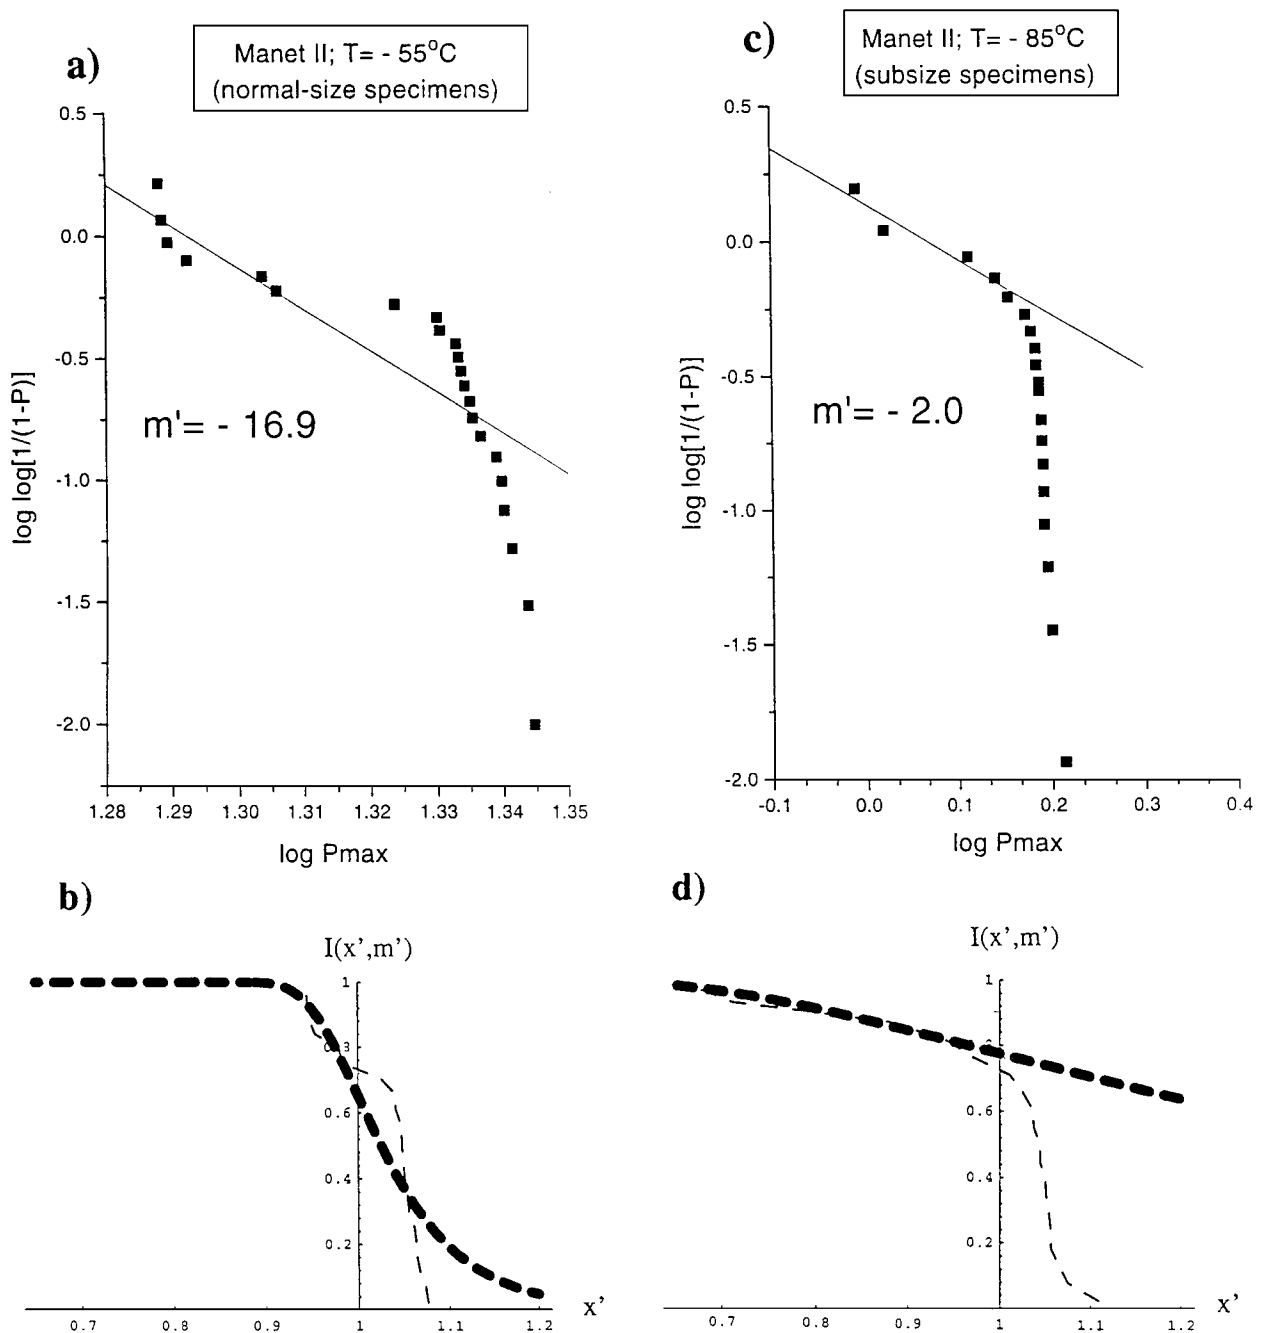 a)
Manet II; T= - 55°C
(normal-size specimens)
0.5
0.0
-0.5
-1.0
-1.5
-2.0
log log[1/(1-P)]
m'= - 16.9
1.28 1.29 1.30 1.31 1.32 1.33 1.34 1.35
log Pmax
c)
Manet II; T= - 85°C
(subsize specimens)
0.5
0.0
-0.5
-1.0
-1.5
-2.0
log log[1/(1-P)]
m'= - 2.0
-0.1 0.0 0.1 0.2 0.3 0.4
log Pmax
b)
I(x',m')
1
0.8
0.6
0.4
0.2
0.7 0.8 0.9 1 1.1 1.2
x'
d)
I(x',m')
1
0.6
0.4
0.2
0.7 0.8 0.9 1 1.1 1.2
x'